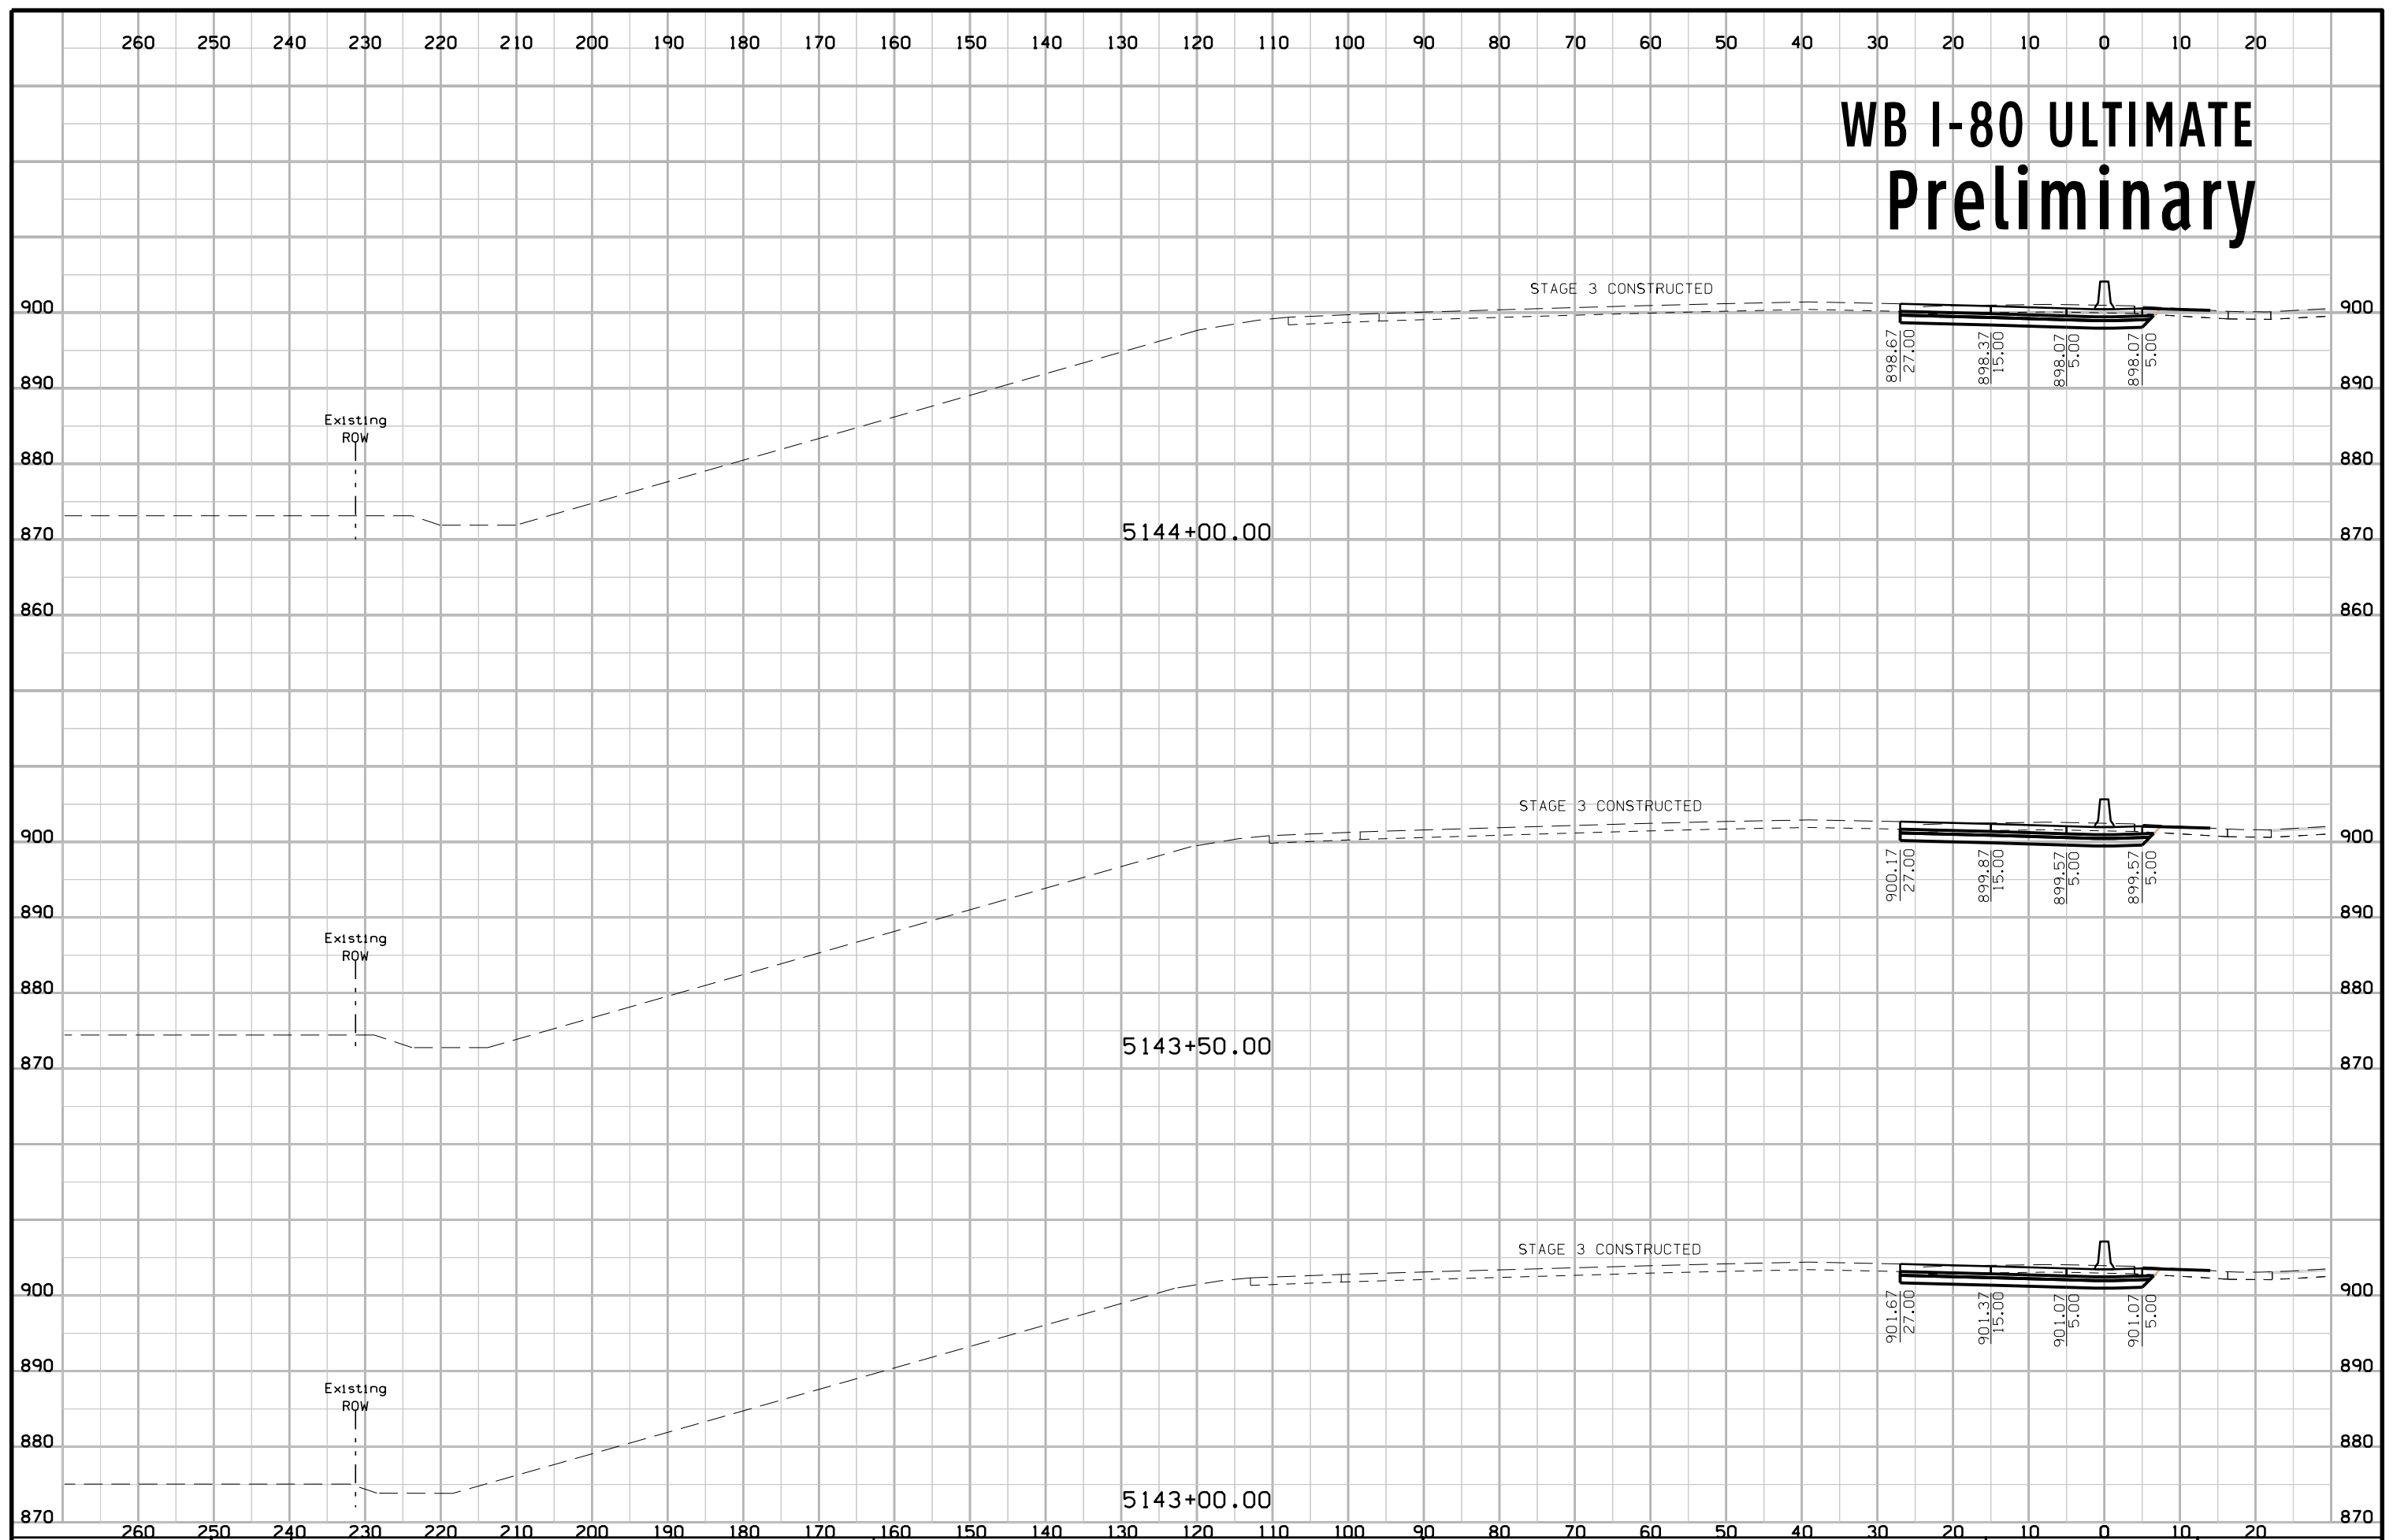 260 250 240 230 220 210 200 190 180 170 160 150 140 130 120 110 100 90 80 70 60 50 40 30 20 10 0 10 20
WB I-80 ULTIMATE
Preliminary
STAGE 3 CONSTRUCTED
900 900
898.67 27.00 898.37 15.00 898.07 5.00 898.07 5.00
890 890
Existing
ROW
880 880
870 5144+00.00 870
860 860
STAGE 3 CONSTRUCTED
900 900
900.17 27.00 899.87 15.00 899.57 5.00 899.57 5.00
890 890
Existing
ROW
880 880
5143+50.00
870 870
STAGE 3 CONSTRUCTED
900 900
901.67 27.00 901.37 15.00 901.07 5.00 901.07 5.00
890 890
Existing
ROW
880 880
5143+00.00
870 870
260 250 240 230 220 210 200 190 180 170 160 150 140 130 120 110 100 90 80 70 60 50 40 30 20 10 0 10 20